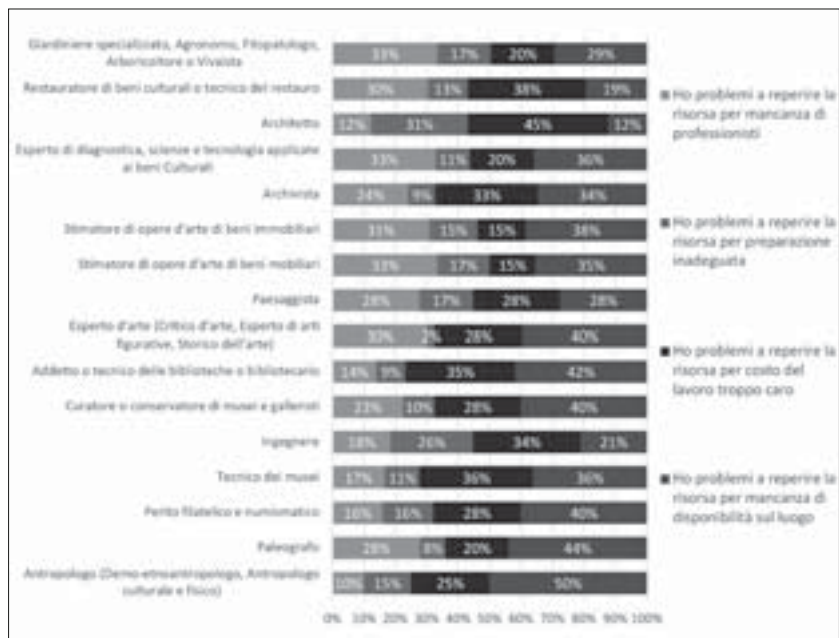 Giardiniere specializzato, Agronomo, Fitopatologo,
Arboricoltore o Vivaista
33% 17% 20% 29%
Restauratore di beni culturali o tecnico del restauro
30% 13% 38% 19%
Architetto
12% 31% 45% 12%
Esperto di diagnostica, scienze e tecnologia applicate
ai beni Culturali
33% 11% 20% 36%
Archivista
24% 9% 33% 34%
Stimatore di opere d'arte di beni immobiliari
31% 15% 15% 38%
Stimatore di opere d'arte di beni mobiliari
33% 17% 15% 35%
Paesaggista
28% 17% 28% 28%
Esperto d'arte (Critico d'arte, Esperto di arti
figurative, Storico dell'arte)
30% 2% 28% 40%
Addetto o tecnico delle biblioteche o bibliotecario
14% 9% 35% 42%
Curatore o conservatore di musei e galleristi
23% 10% 28% 40%
Ingegnere
18% 26% 34% 21%
Tecnico dei musei
17% 11% 36% 36%
Perito filatelico e numismatico
16% 16% 28% 40%
Paleografo
28% 8% 20% 44%
Antropologo (Demo-etnoantropologo, Antropologo
culturale e fisico)
10% 15% 25% 50%
0% 10% 20% 30% 40% 50% 60% 70% 80% 90% 100%
Ho problemi a reperire la
risorsa per mancanza di
professionisti
Ho problemi a reperire la
risorsa per preparazione
inadeguata
Ho problemi a reperire la
risorsa per costo del
lavoro troppo caro
Ho problemi a reperire la
risorsa per mancanza di
disponibilità sul luogo